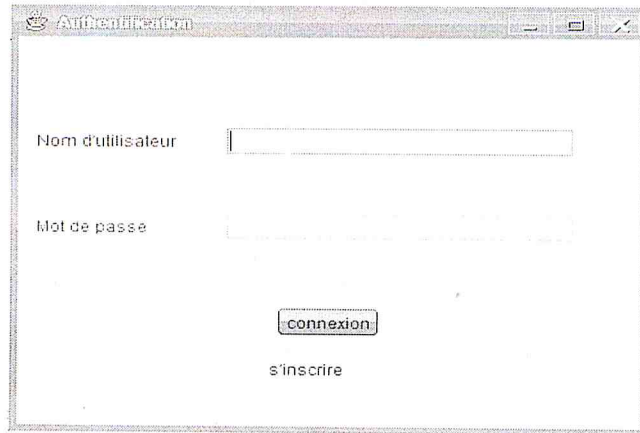 Authentification
Nom d'utilisateur
Mot de passe
connexion
s'inscrire